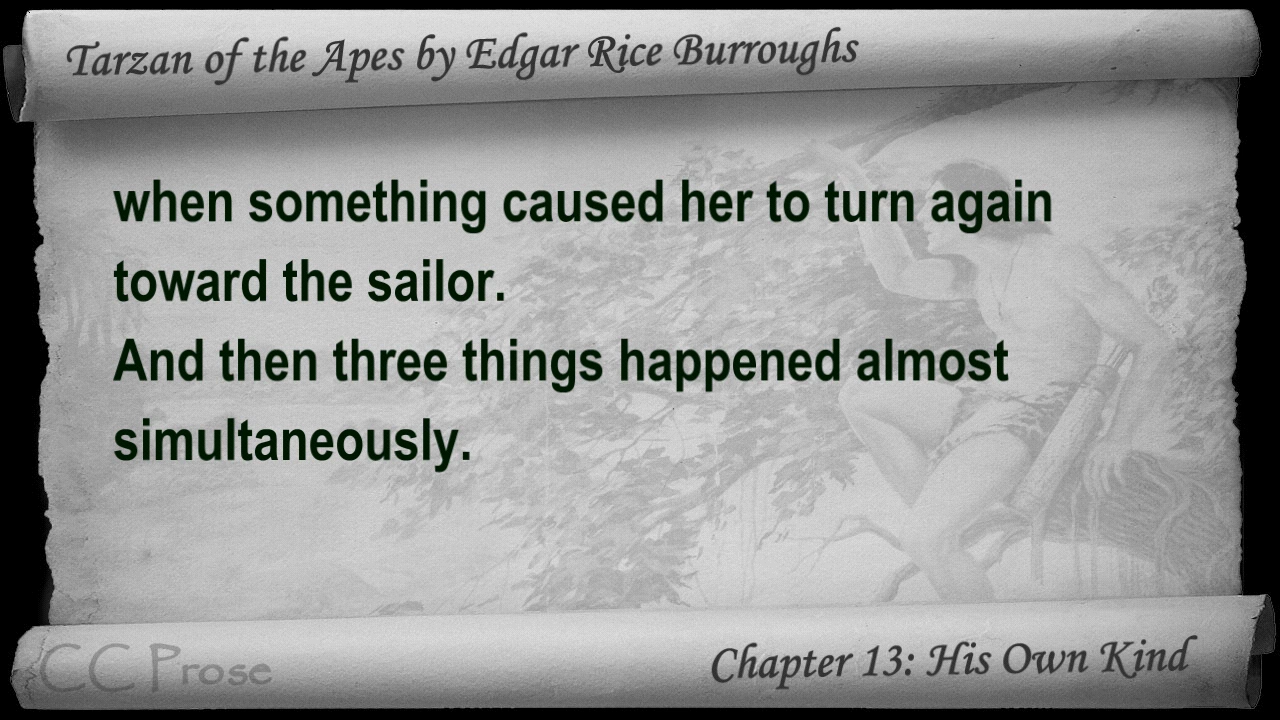 Tarzan of the Apes by Edgar Rice Burroughs
when something caused her to turn again
toward the sailor.
And then three things happened almost
simultaneously.
CC Prose
Chapter 13: His Own Kind